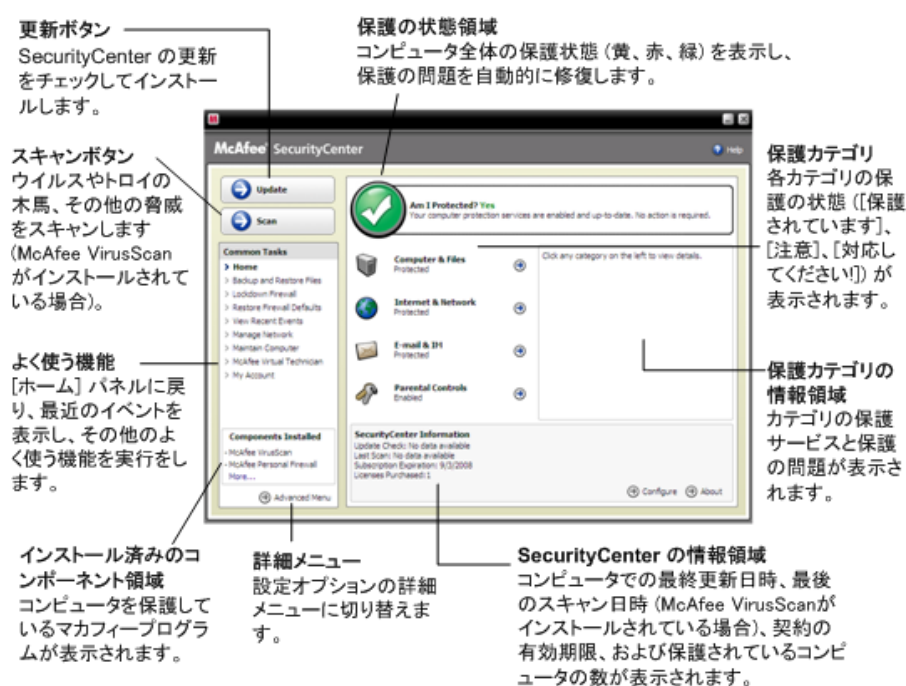 更新ボタン
SecurityCenter の更新
をチェックしてインストー
ルします。
保護の状態領域
コンピュータ全体の保護状態 (黄、赤、緑) を表示し、
保護の問題を自動的に修復します。
スキャンボタン
ウイルスやトロイの
木馬、その他の脅威
をスキャンします
(McAfee VirusScan
がインストールされて
いる場合)。
よく使う機能
[ホーム] パネルに戻
り、最近のイベントを
表示し、その他のよ
く使う機能を実行をし
ます。
インストール済みのコ
ンポーネント領域
コンピュータを保護して
いるマカフィープログラ
ムが表示されます。
McAfee SecurityCenter
Help
Update
Scan
Common Tasks
> Home
> Backup and Restore Files
> Lockdown Firewall
> Restore Firewall Defaults
> View Recent Events
> Manage Network
> Maintain Computer
> McAfee Virtual Technician
> My Account
Components Installed
- McAfee VirusScan
- McAfee Personal Firewall
More...
Advanced Menu
Am I Protected? Yes
Your computer protection services are enabled and up-to-date. No action is required.
Computer & Files
Protected
Internet & Network
Protected
E-mail & IM
Protected
Parental Controls
Enabled
Click any category on the left to view details.
SecurityCenter Information
Update Check: No data available
Last Scan: No data available
Subscription Expiration: 9/3/2008
Licenses Purchased: 1
Configure
About
保護カテゴリ
各カテゴリの保
護の状態 ([保護
されています]、
[注意]、[対応し
てください!]) が
表示されます。
保護カテゴリの
情報領域
カテゴリの保護
サービスと保護
の問題が表示さ
れます。
詳細メニュー
設定オプションの詳細
メニューに切り替えま
す。
SecurityCenter の情報領域
コンピュータでの最終更新日時、最後
のスキャン日時 (McAfee VirusScanが
インストールされている場合)、契約の
有効期限、および保護されているコンピ
ュータの数が表示されます。